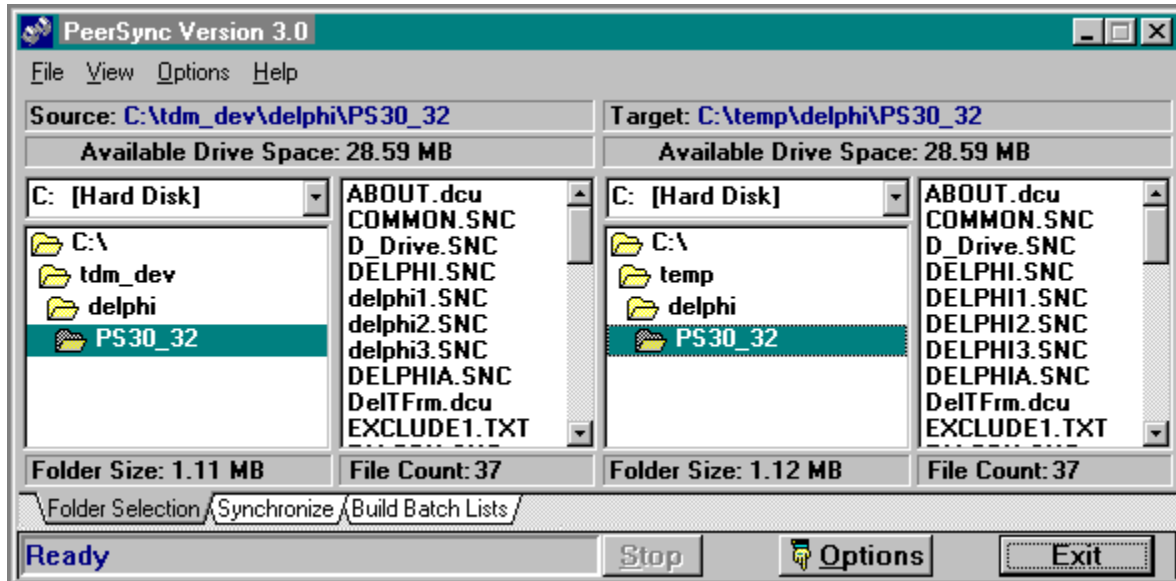 PeerSync Version 3.0
File View Options Help
Source: C:\tdm_dev\delphi\PS30_32
Available Drive Space: 28.59 MB
C: [Hard Disk]
C:\
tdm_dev
delphi
PS30_32
ABOUT.dcu
COMMON.SNC
D_Drive.SNC
DELPHI.SNC
delphi1.SNC
delphi2.SNC
delphi3.SNC
DELPHIA.SNC
DelTFrm.dcu
EXCLUDE1.TXT
Folder Size: 1.11 MB
File Count: 37
Target: C:\temp\delphi\PS30_32
Available Drive Space: 28.59 MB
C: [Hard Disk]
C:\
temp
delphi
PS30_32
ABOUT.dcu
COMMON.SNC
D_Drive.SNC
DELPHI.SNC
DELPHI1.SNC
DELPHI2.SNC
DELPHI3.SNC
DELPHIA.SNC
DelTFrm.dcu
EXCLUDE1.TXT
Folder Size: 1.12 MB
File Count: 37
Folder Selection Synchronize Build Batch Lists
Ready Stop Options Exit